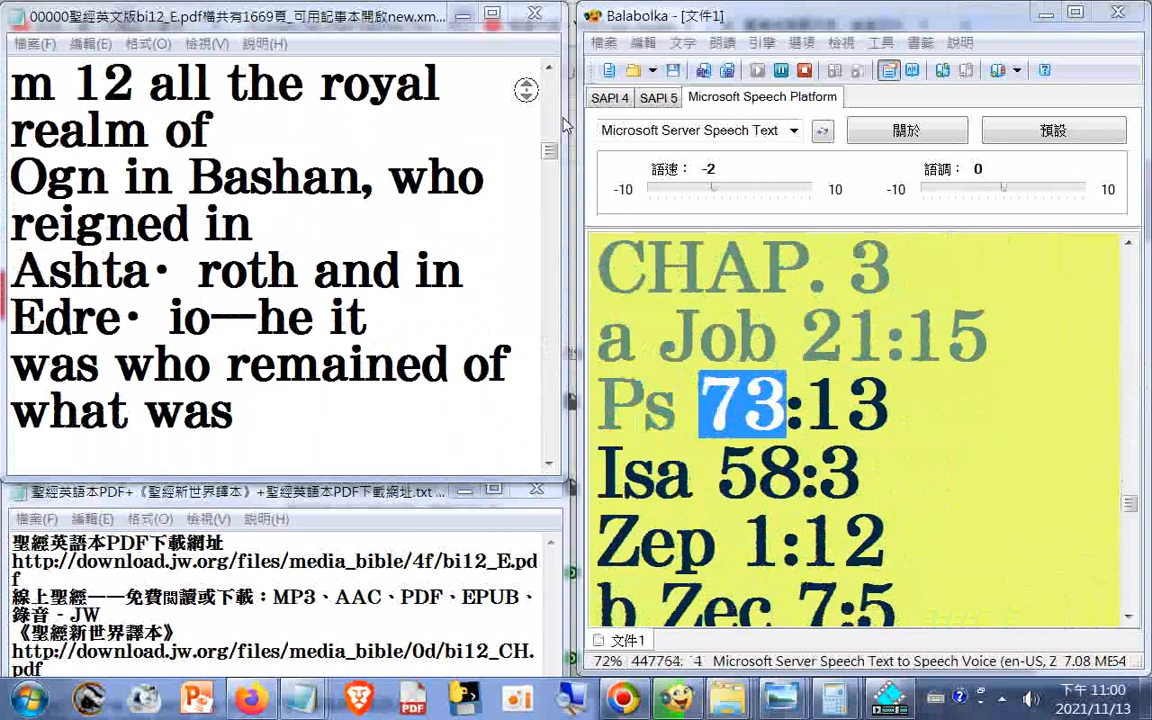 00000聖經英文版bi12_E.pdf檔共有1669頁_可用記事本開啟new.xm...
檔案(F) 編輯(E) 格式(O) 檢視(V) 說明(H)
m 12 all the royal
realm of
Ogn in Bashan, who
reigned in
Ashta· roth and in
Edre· io—he it
was who remained of
what was
聖經英語本PDF+《聖經新世界譯本》+聖經英語本PDF下載網址.txt ...
檔案(F) 編輯(E) 格式(O) 檢視(V) 說明(H)
聖經英語本PDF下載網址
http://download.jw.org/files/media_bible/4f/bi12_E.pd
f
線上聖經——免費閱讀或下載：MP3、AAC、PDF、EPUB、
錄音 - JW
《聖經新世界譯本》
http://download.jw.org/files/media_bible/0d/bi12_CH.
pdf
Balabolka - [文件1]
檔案 編輯 文字 朗讀 引擎 選項 檢視 工具 書籤 說明
SAPI 4 SAPI 5 Microsoft Speech Platform
Microsoft Server Speech Text 關於 預設
語速： -2 語調： 0
-10 10 -10 10
CHAP. 3
a Job 21:15
Ps 73:13
Isa 58:3
Zep 1:12
b Zec 7:5
文件1
72% 447764: 4 Microsoft Server Speech Text to Speech Voice (en-US, Z 7.08 ME54
下午 11:00
2021/11/13